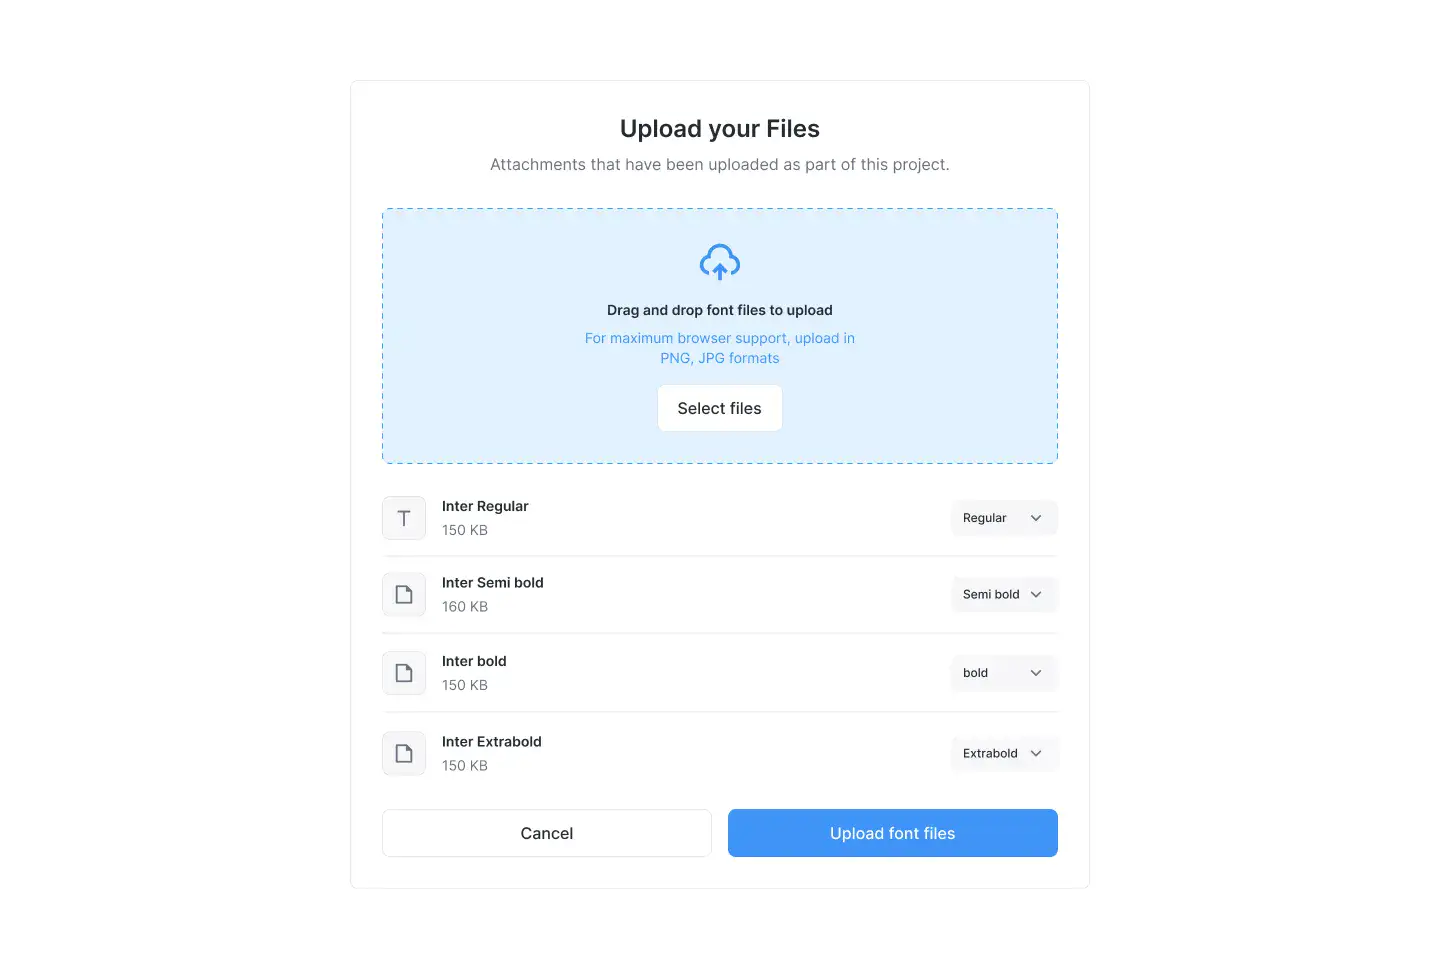 Upload your Files
Attachments that have been uploaded as part of this project.
Drag and drop font files to upload
For maximum browser support, upload in
PNG, JPG formats
Select files
Inter Regular
150 KB
Regular
Inter Semi bold
160 KB
Semi bold
Inter bold
150 KB
bold
Inter Extrabold
150 KB
Extrabold
Cancel
Upload font files